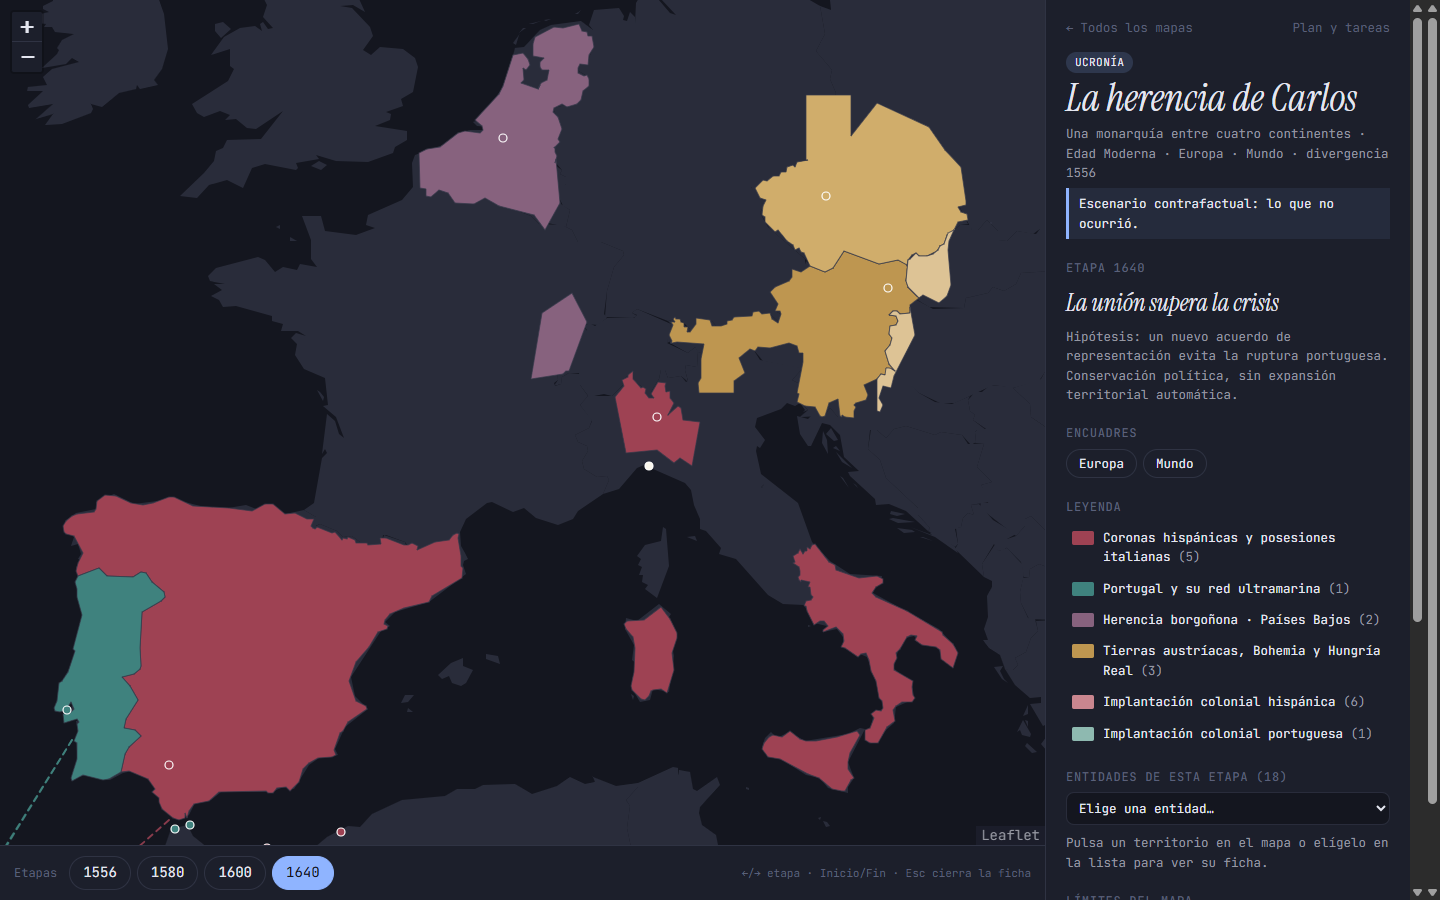 +
−
← Todos los mapas
Plan y tareas
UCRONÍA
La herencia de Carlos
Una monarquía entre cuatro continentes ·
Edad Moderna · Europa · Mundo · divergencia
1556
Escenario contrafactual: lo que no
ocurrió.
ETAPA 1640
La unión supera la crisis
Hipótesis: un nuevo acuerdo de
representación evita la ruptura portuguesa.
Conservación política, sin expansión
territorial automática.
ENCUADRES
Europa
Mundo
LEYENDA
Coronas hispánicas y posesiones
italianas (5)
Portugal y su red ultramarina (1)
Herencia borgoñona · Países Bajos (2)
Tierras austríacas, Bohemia y Hungría
Real (3)
Implantación colonial hispánica (6)
Implantación colonial portuguesa (1)
ENTIDADES DE ESTA ETAPA (18)
Elige una entidad…
Pulsa un territorio en el mapa o elígelo en
la lista para ver su ficha.
LÍMITES DEL MAPA
Leaflet
Etapas
1556
1580
1600
1640
←/→ etapa · Inicio/Fin · Esc cierra la ficha